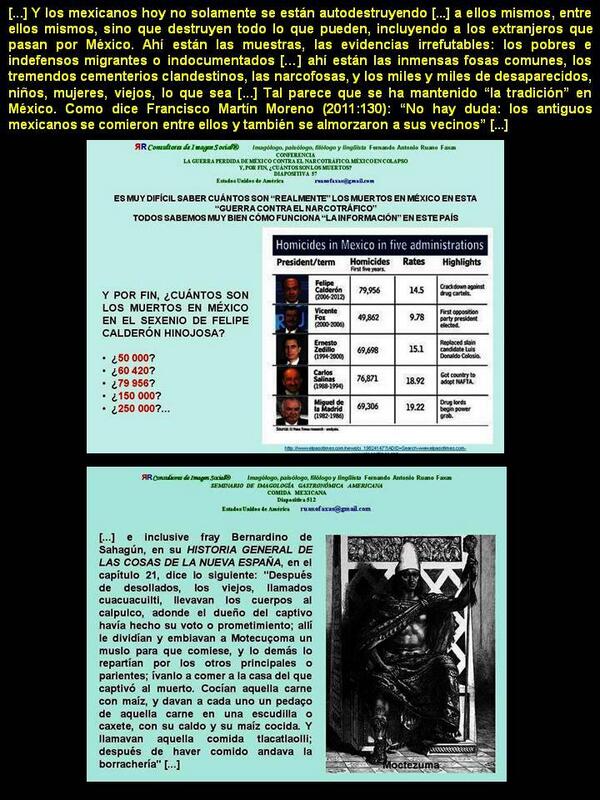 [...] Y los mexicanos hoy no solamente se están autodestruyendo [...] a ellos mismos, entre
ellos mismos, sino que destruyen todo lo que pueden, incluyendo a los extranjeros que
pasan por México. Ahí están las muestras, las evidencias irrefutables: los pobres e
indefensos migrantes o indocumentados [...] ahí están las inmensas fosas comunes, los
tremendos cementerios clandestinos, las narcofosas, y los miles y miles de desaparecidos,
niños, mujeres, viejos, lo que sea [...] Tal parece que se ha mantenido “la tradición” en
México. Como dice Francisco Martín Moreno (2011:130): “No hay duda: los antiguos
mexicanos se comieron entre ellos y también se almorzaron a sus vecinos” [...]
RR Consultores de Imagen Social® Imagólogo, paisólogo, filólogo y lingüista Fernando Antonio Ruano Faxas
CONFERENCIA
LA GUERRA PERDIDA DE MÉXICO CONTRA EL NARCOTRÁFICO. MÉXICO EN COLAPSO
Y, POR FIN, ¿CUÁNTOS SON LOS MUERTOS?
DIAPOSITIVA 57
Estados Unidos de América ruanofaxas@gmail.com
ES MUY DIFÍCIL SABER CUÁNTOS SON “REALMENTE” LOS MUERTOS EN MÉXICO EN ESTA
“GUERRA CONTRA EL NARCOTRÁFICO”
TODOS SABEMOS MUY BIEN CÓMO FUNCIONA “LA INFORMACIÓN” EN ESTE PAÍS
Y POR FIN, ¿CUÁNTOS SON
LOS MUERTOS EN MÉXICO
EN EL SEXENIO DE FELIPE
CALDERÓN HINOJOSA?
• ¿50 000?
• ¿60 420?
• ¿79 956?
• ¿150 000?
• ¿250 000?...
Homicides in Mexico in five administrations
President/term Homicides Rates Highlights
First five years.
Felipe Calderón (2006-2012) 79,956 14.5 Crackdown against drug cartels.
Vicente Fox (2000-2006) 49,862 9.78 First opposition party president elected.
Ernesto Zedillo (1994-2000) 69,698 15.1 Replaced slain candidate Luis Donaldo Colosio.
Carlos Salinas (1988-1994) 76,871 18.92 Got country to adopt NAFTA.
Miguel de la Madrid (1982-1986) 69,306 19.22 Drug lords begin power grab.
Source: El Paso Times research - analysis.
RR Consultores de Imagen Social® Imagólogo, paisólogo, filólogo y lingüista Fernando Antonio Ruano Faxas
SEMINARIO DE IMAGOLOGÍA GASTRONÓMICA AMERICANA
COMIDA MEXICANA
Diapositiva 512
Estados Unidos de América ruanofaxas@gmail.com
[...] e inclusive fray Bernardino de
Sahagún, en su HISTORIA GENERAL DE
LAS COSAS DE LA NUEVA ESPAÑA, en el
capítulo 21, dice lo siguiente: "Después
de desollados, los viejos, llamados
cuacuacuilti, llevavan los cuerpos al
calpulco, adonde el dueño del captivo
havía hecho su voto o prometimiento; allí
le dividían y embiavan a Motecuçoma un
muslo para que comiese, y lo demás lo
repartían por los otros principales o
parientes; ívanlo a comer a la casa del que
captivó al muerto. Cocían aquella carne
con maíz, y davan a cada uno un pedaço
de aquella carne en una escudilla o
caxete, con su caldo y su maíz cocida. Y
llamavan aquella comida tlacatlaolli;
después de haver comido andava la
borrachería" [...]
Moctezuma